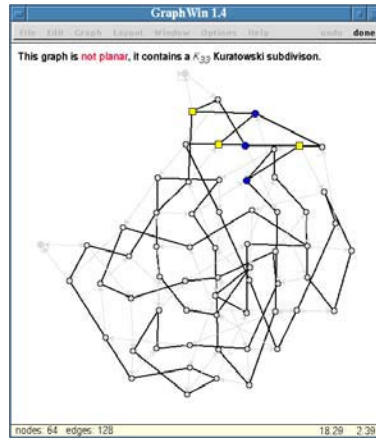 GraphWin 1.4
File Edit Graph Layout Window Options Help undo done
This graph is not planar, it contains a K33 Kuratowski subdivison.
nodes: 64 edges: 128 18.29 2.39